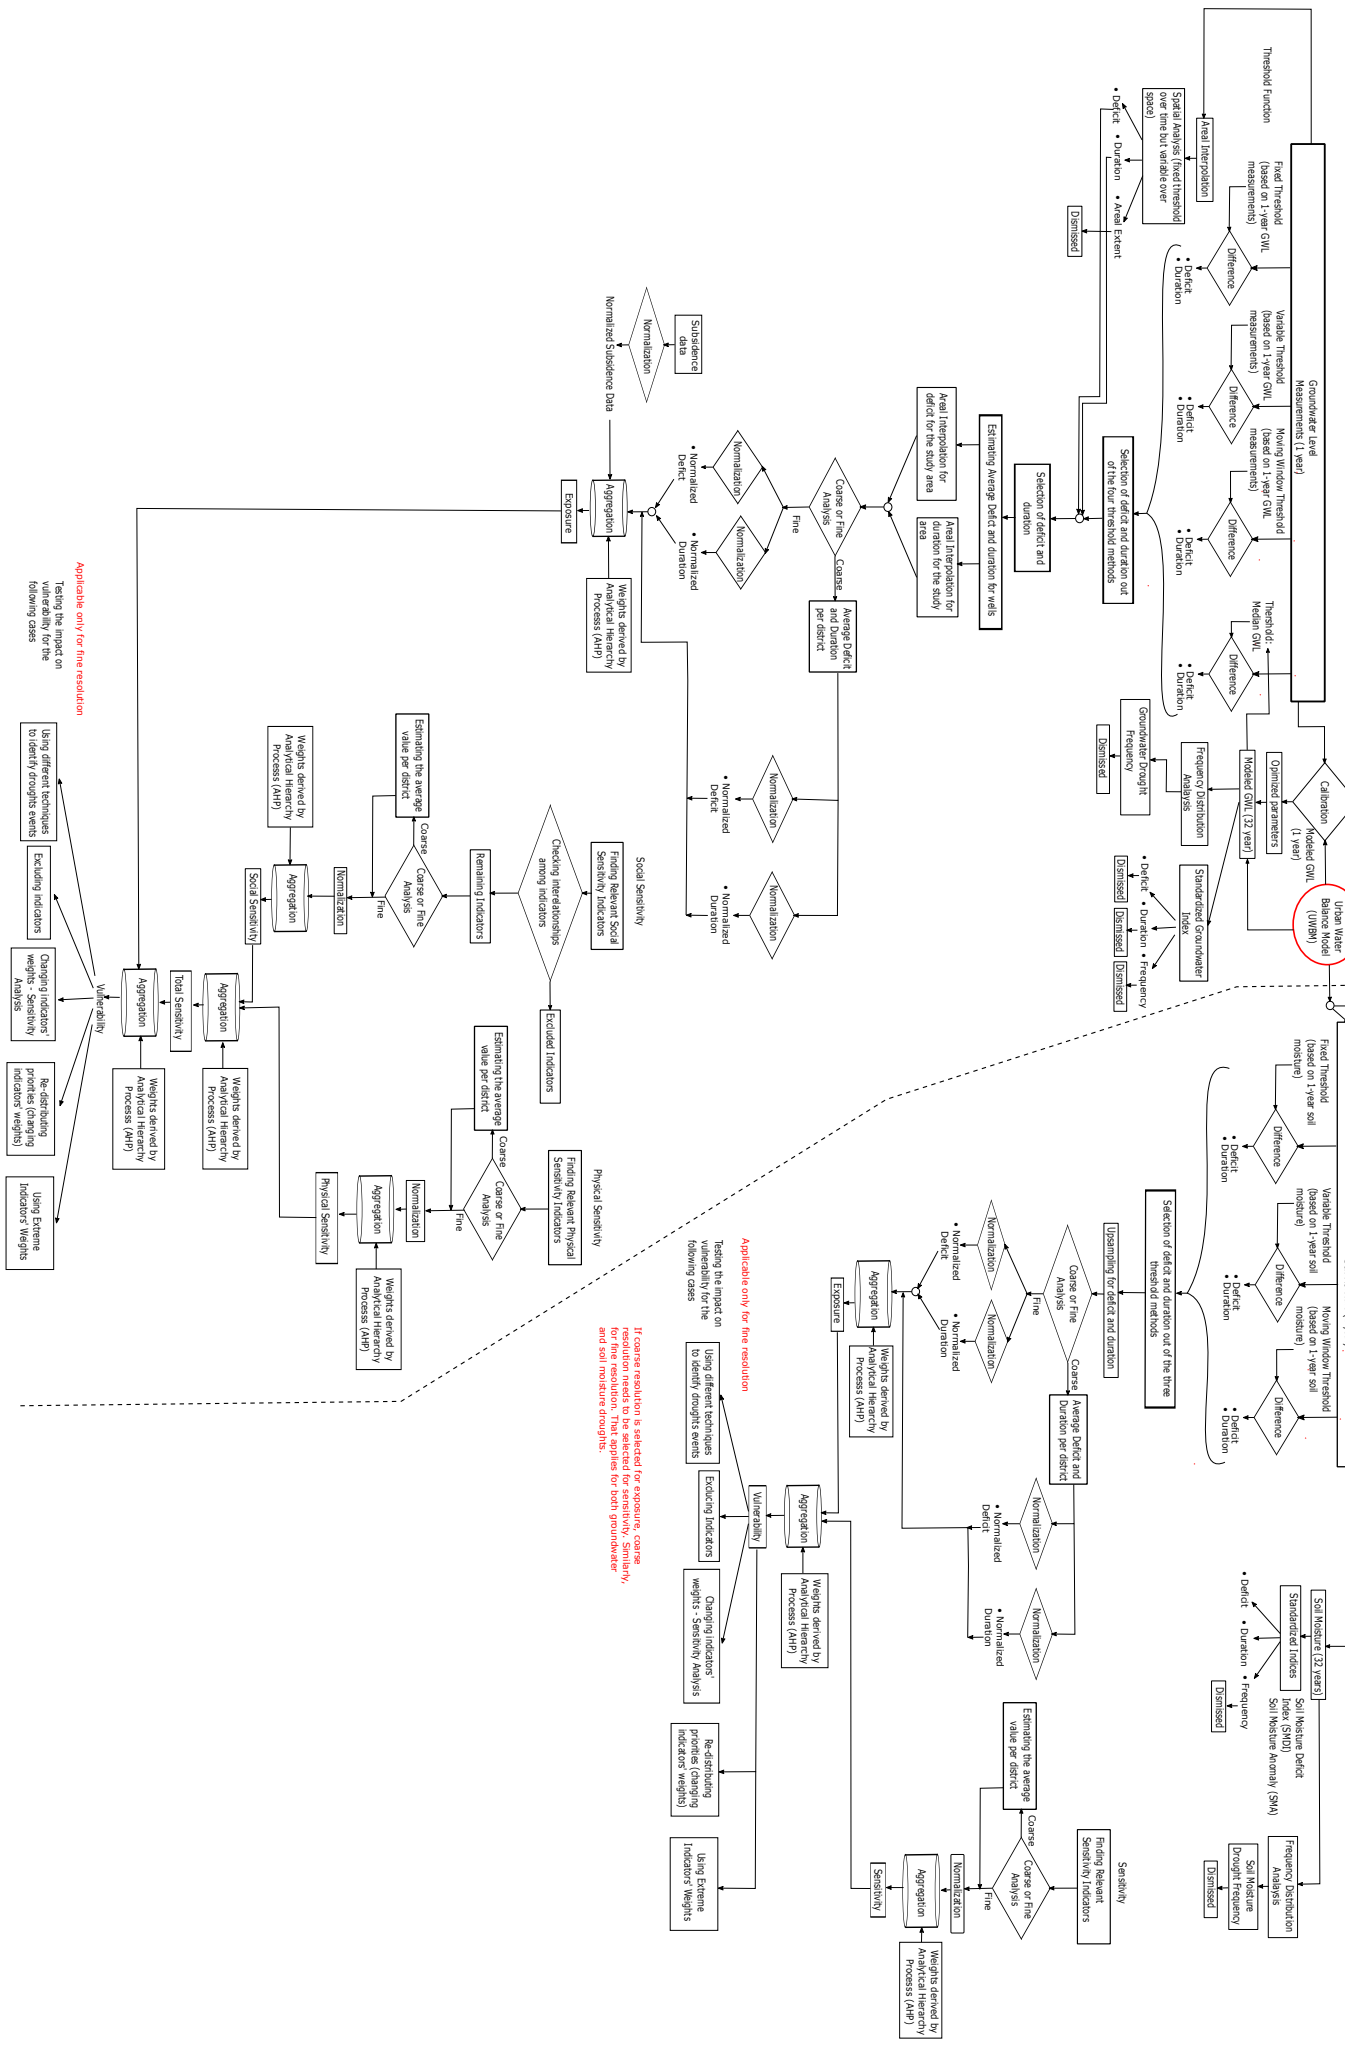 Threshold Function
Groundwater Level
Measurements (1 year)
Areal Interpolation
Spatial Analysis (fixed threshold
over time but variable over
space)
• Deficit
• Duration
• Areal Extent
Dismissed
Fixed Threshold
(based on 1-year GWL
measurements)
Difference
• Deficit
• Duration
Variable Threshold
(based on 1-year GWL
measurements)
Difference
• Deficit
• Duration
Moving Window Threshold
(based on 1-year GWL
measurements)
Difference
• Deficit
• Duration
Thershold:
Median GWL
Difference
• Deficit
• Duration
Calibration
Opimized parameters
Modeled GWL
(1 year)
Modeled GWL (32 year)
Urban Water
Balance Model
(UWBM)
Frequency Distribution
Analaysis
Groundwater Drought
Frequency
Dismissed
Standardized Groundwater
Index
• Deficit
• Duration
• Frequency
Dismissed
Dismissed
Dismissed
Selection of deficit and duration out
of the four threshold methods
Selection of deficit and
duration
Estimating Average Defict and duration for wells
Areal Interpolation for
deficit for the study area
Areal Interpolation for
duration for the study
area
Coarse or Fine
Analysis
Coarse
Fine
Average Deficit
and Duration
per district
Normalization
Normalization
• Normalized
Deficit
• Normalized
Duration
Normalization
Normalization
• Normalized
Deficit
• Normalized
Duration
Subsidence
data
Normalization
Normalized Subsidence Data
Aggregation
Weights derived by
Analytical Hierarchy
Processs (AHP)
Exposure
Social Sensitivity
Finding Relevant Social
Sensitivity Indicators
Checking interelationships
among indicators
Excluded Indicators
Remaining Indicators
Coarse or Fine
Analysis
Coarse
Fine
Estimating the average
value per district
Normalization
Weights derived by
Analytical Hierarchy
Processs (AHP)
Aggregation
Social Sensitivity
Physical Sensitivity
Finding Relevant Physical
Sensitivity Indicators
Coarse or Fine
Analysis
Coarse
Fine
Estimating the average
value per district
Normalization
Aggregation
Weights derived by
Analytical Hierarchy
Processs (AHP)
Physical Sensitivity
Aggregation
Weights derived by
Analytical Hierarchy
Processs (AHP)
Total Sensitivity
Aggregation
Weights derived by
Analytical Hierarchy
Processs (AHP)
Vulnerability
Applicable only for fine resolution
Testing the impact on
vulnerability for the
following cases
Using different techniques
to identify droughts events
Excluding indicators
Changing indicators'
weights - Sensitivity
Analysis
Re-distributing
priorities (changing
indicators' weights)
Using Extreme
Indicators' Weights
Fixed Threshold
(based on 1-year soil
moisture)
Difference
• Deficit
• Duration
Variable Threshold
(based on 1-year soil
moisture)
Difference
• Deficit
• Duration
Moving Window Threshold
(based on 1-year soil
moisture)
Difference
• Deficit
• Duration
Selection of deficit and duration out of the three
threshold methods
Upsampling for deficit and duration
Coarse or Fine
Analysis
Coarse
Fine
Average Deficit and
Duration per district
Normalization
Normalization
• Normalized
Deficit
• Normalized
Duration
Normalization
Normalization
• Normalized
Deficit
• Normalized
Duration
Aggregation
Weights derived by
Analytical Hierarchy
Processs (AHP)
Exposure
Soil Moisture (32 years)
Standardized Indices
Soil Moisture Deficit
Index (SMDI)
Soil Moisture Anomaly (SMA)
• Deficit
• Duration
• Frequency
Dismissed
Frequency Distribution
Analaysis
Soil Moisture
Drought Frequency
Dismissed
Sensitivity
Finding Relevant
Sensitivity Indicators
Coarse or Fine
Analysis
Coarse
Fine
Estimating the average
value per district
Normalization
Aggregation
Weights derived by
Analytical Hierarchy
Processs (AHP)
Sensitivity
Aggregation
Weights derived by
Analytical Hierarchy
Processs (AHP)
Vulnerability
Applicable only for fine resolution
Testing the impact on
vulnerability for the
following cases
Using different techniques
to identify droughts events
Excluding Indicators
Changing indicators'
weights - Sensitivity Analysis
Re-distributing
priorities (changing
indicators' weights)
Using Extreme
Indicators' Weights
If coarse resolution is selected for exposure, coarse
resolution needs to be selected for sensitivity. Similarly,
for fine resolution. That applies for both groundwater
and soil moisture droughts.